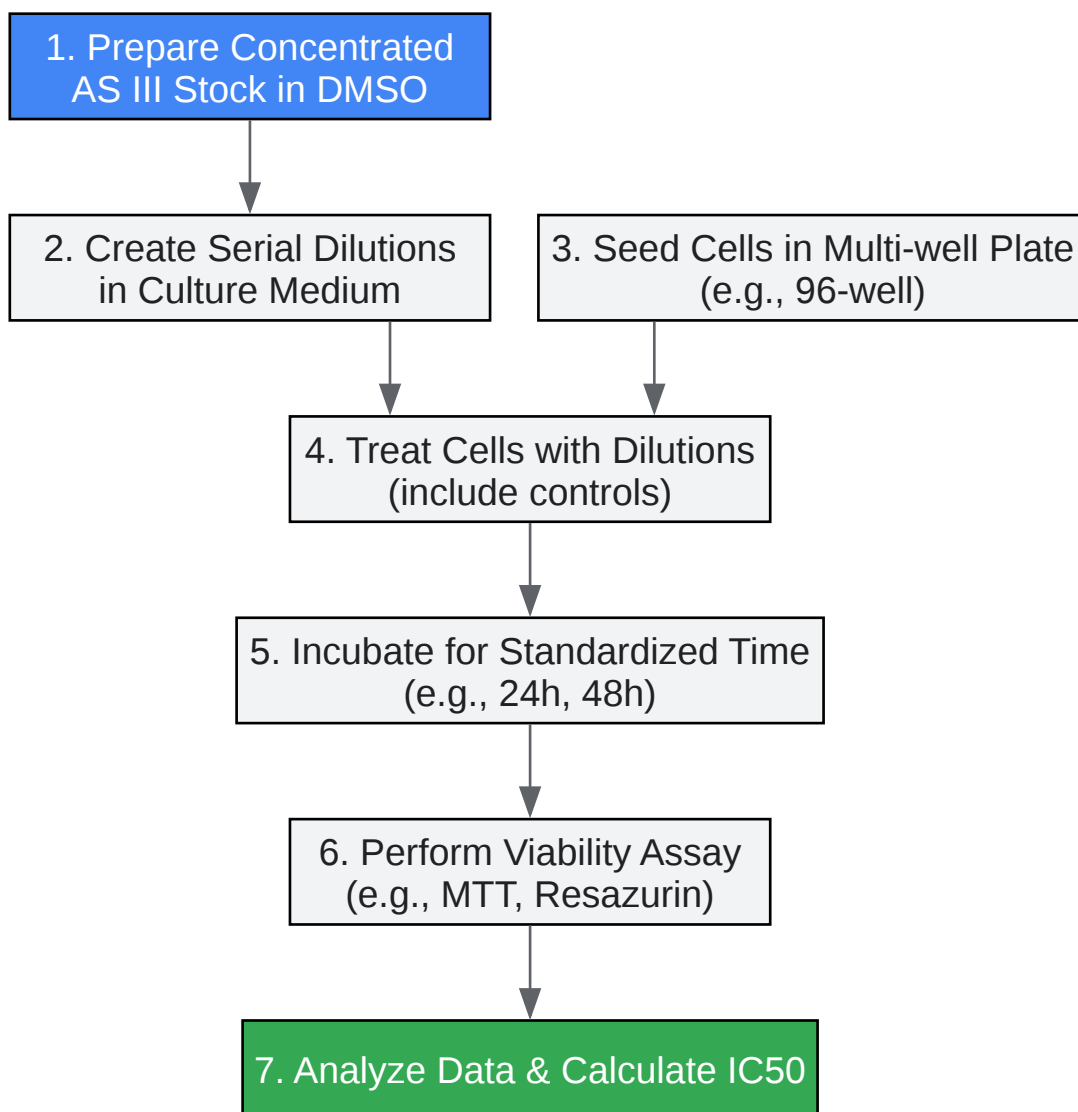 1. Prepare Concentrated
AS III Stock in DMSO
2. Create Serial Dilutions
in Culture Medium
3. Seed Cells in Multi-well Plate
(e.g., 96-well)
4. Treat Cells with Dilutions
(include controls)
5. Incubate for Standardized Time
(e.g., 24h, 48h)
6. Perform Viability Assay
(e.g., MTT, Resazurin)
7. Analyze Data & Calculate IC50